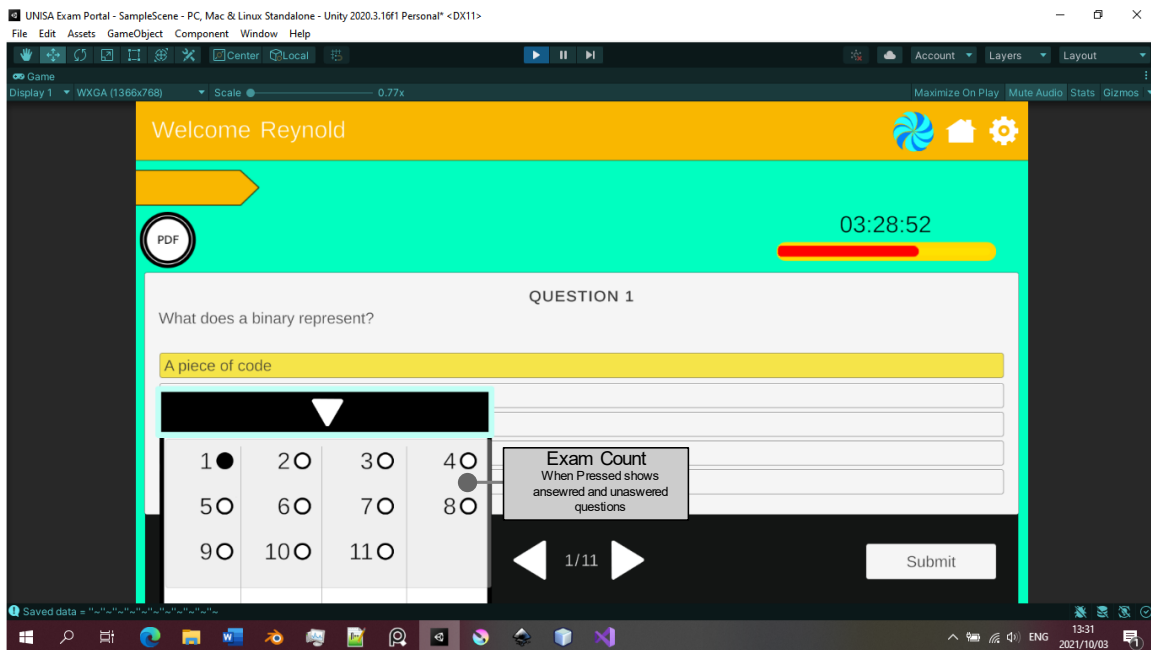 UNISA Exam Portal - SampleScene - PC, Mac & Linux Standalone - Unity 2020.3.16f1 Personal* <DX11>
File Edit Assets GameObject Component Window Help
Center Local Account Layers Layout
Game
Display 1 WXGA (1366x768) Scale 0.77x Maximize On Play Mute Audio Stats Gizmos
Welcome Reynold
PDF
03:28:52
QUESTION 1
What does a binary represent?
A piece of code
1 2 3 4
5 6 7 8
9 10 11
Exam Count
When Pressed shows
ansewred and unaswered
questions
1/11
Submit
Saved data = ''~''~''~''~''~''~''~''~''~''~''~
ENG
13:31
2021/10/03